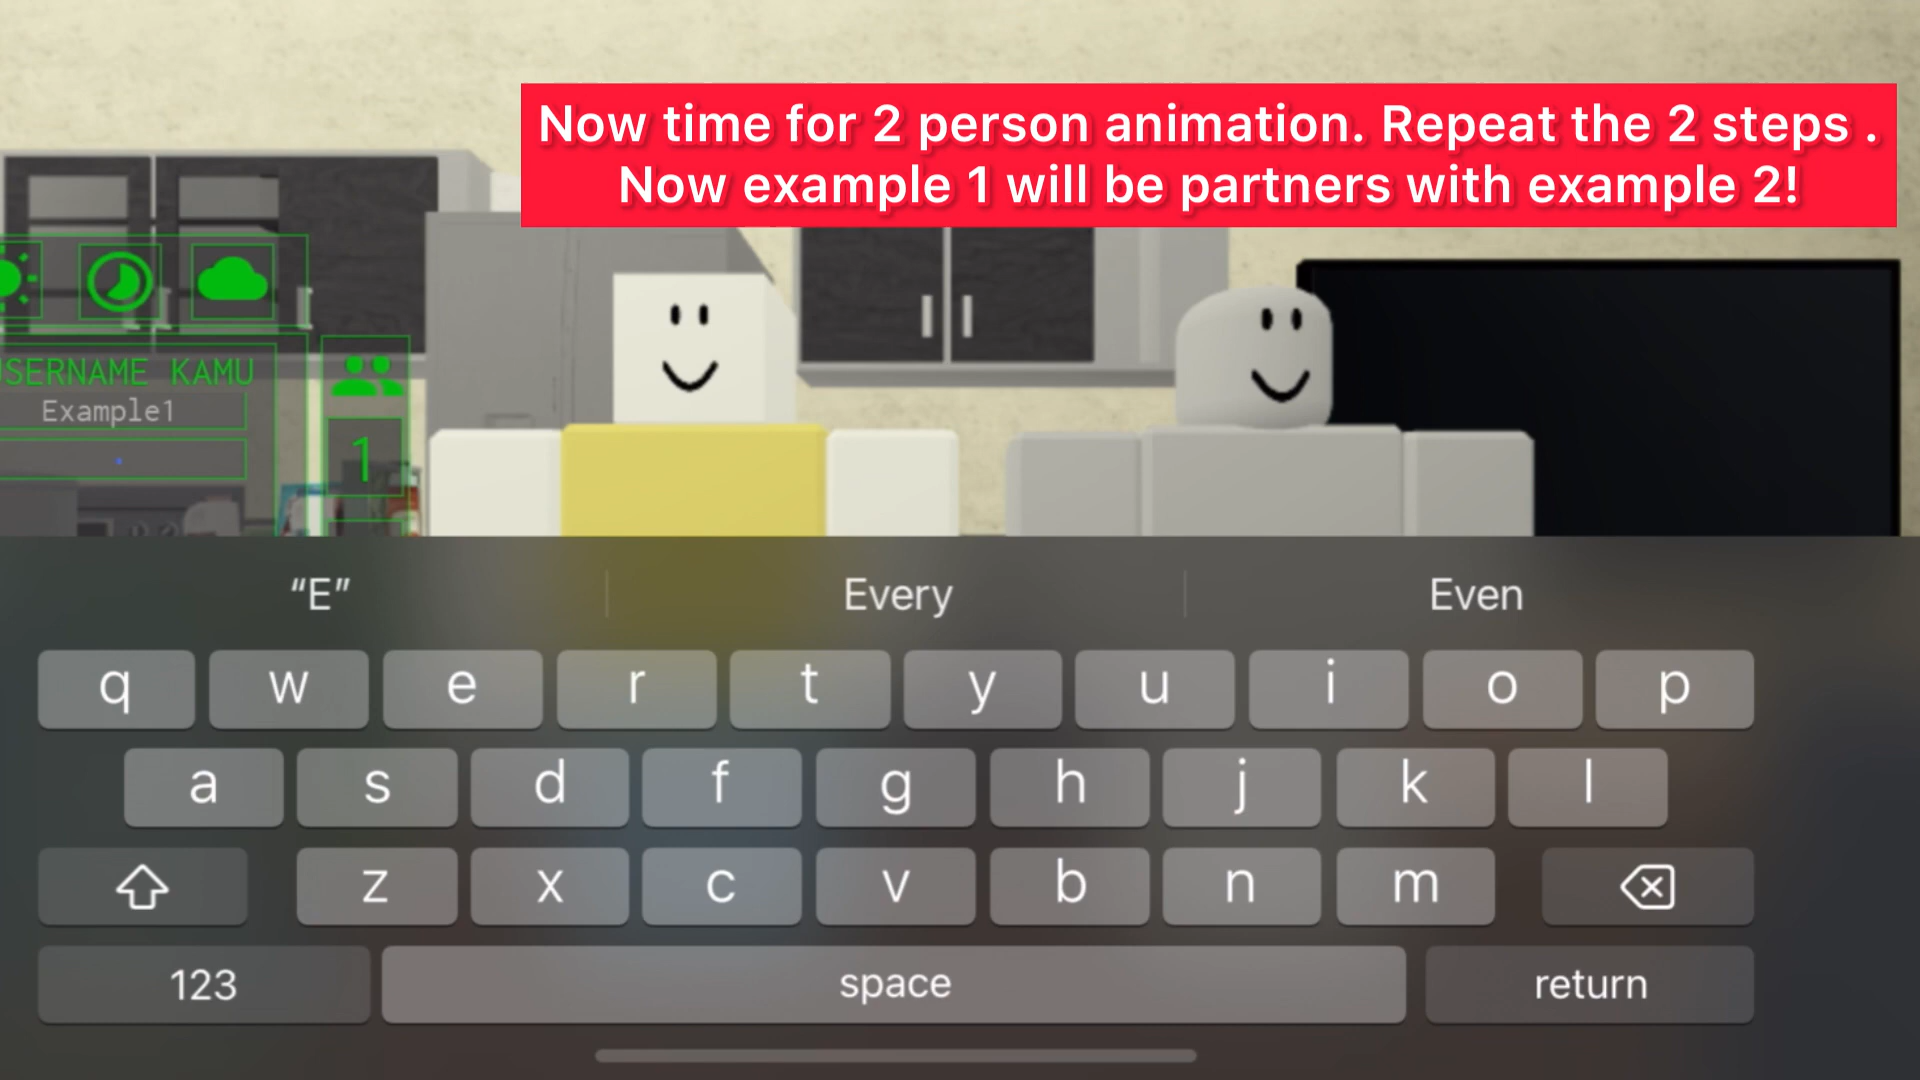 Now time for 2 person animation. Repeat the 2 steps .
Now example 1 will be partners with example 2!
USERNAME KAMU
Example1
1
“E” Every Even
q w e r t y u i o p
a s d f g h j k l
z x c v b n m
123 space return